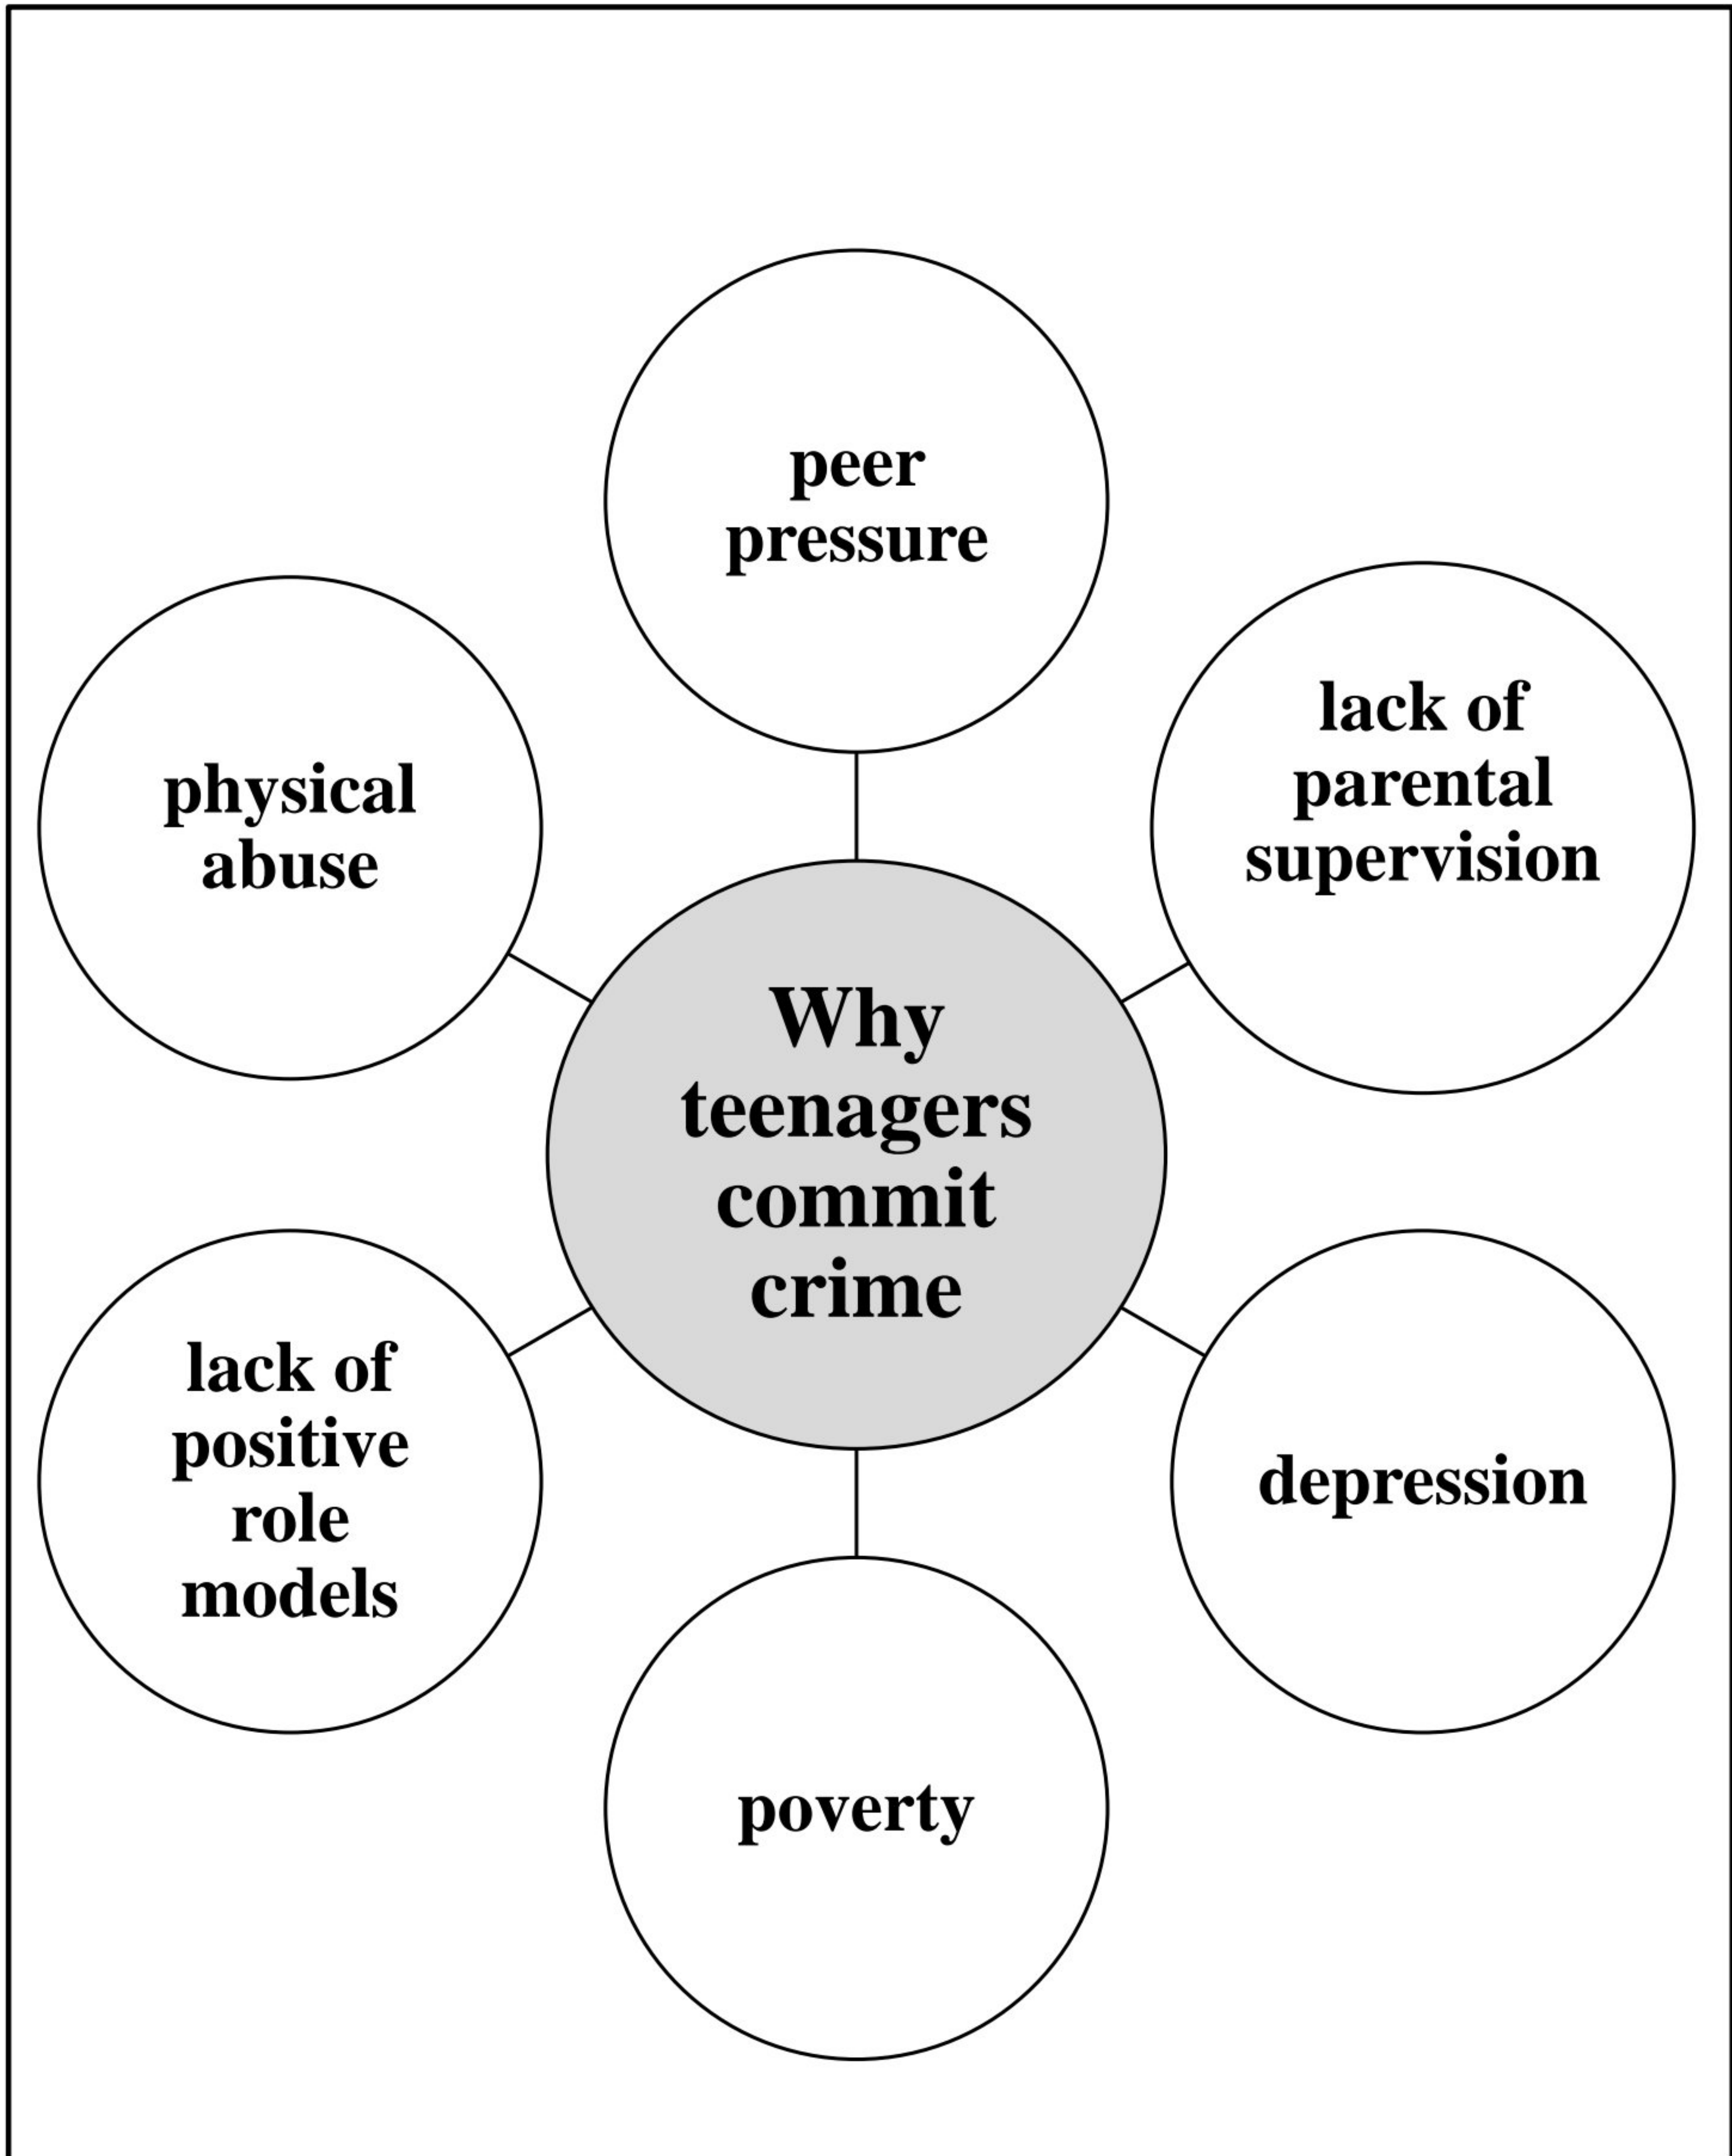 peer
pressure
lack of
parental
supervision
physical
abuse
Why
teenagers
commit
crime
lack of
positive
role
models
depression
poverty